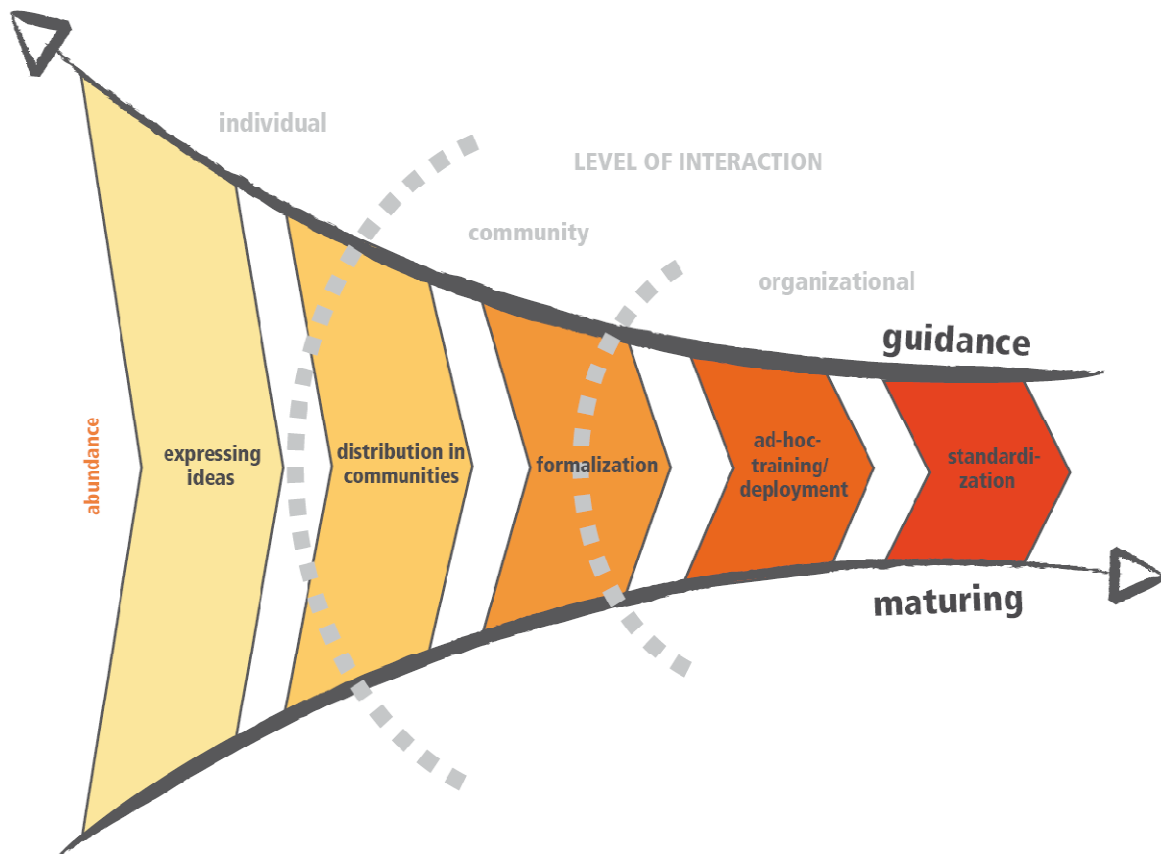 individual
LEVEL OF INTERACTION
community
organizational
guidance
abundance
expressing
ideas
distribution in
communities
formalization
ad-hoc-
training/
deployment
standardi-
zation
maturing